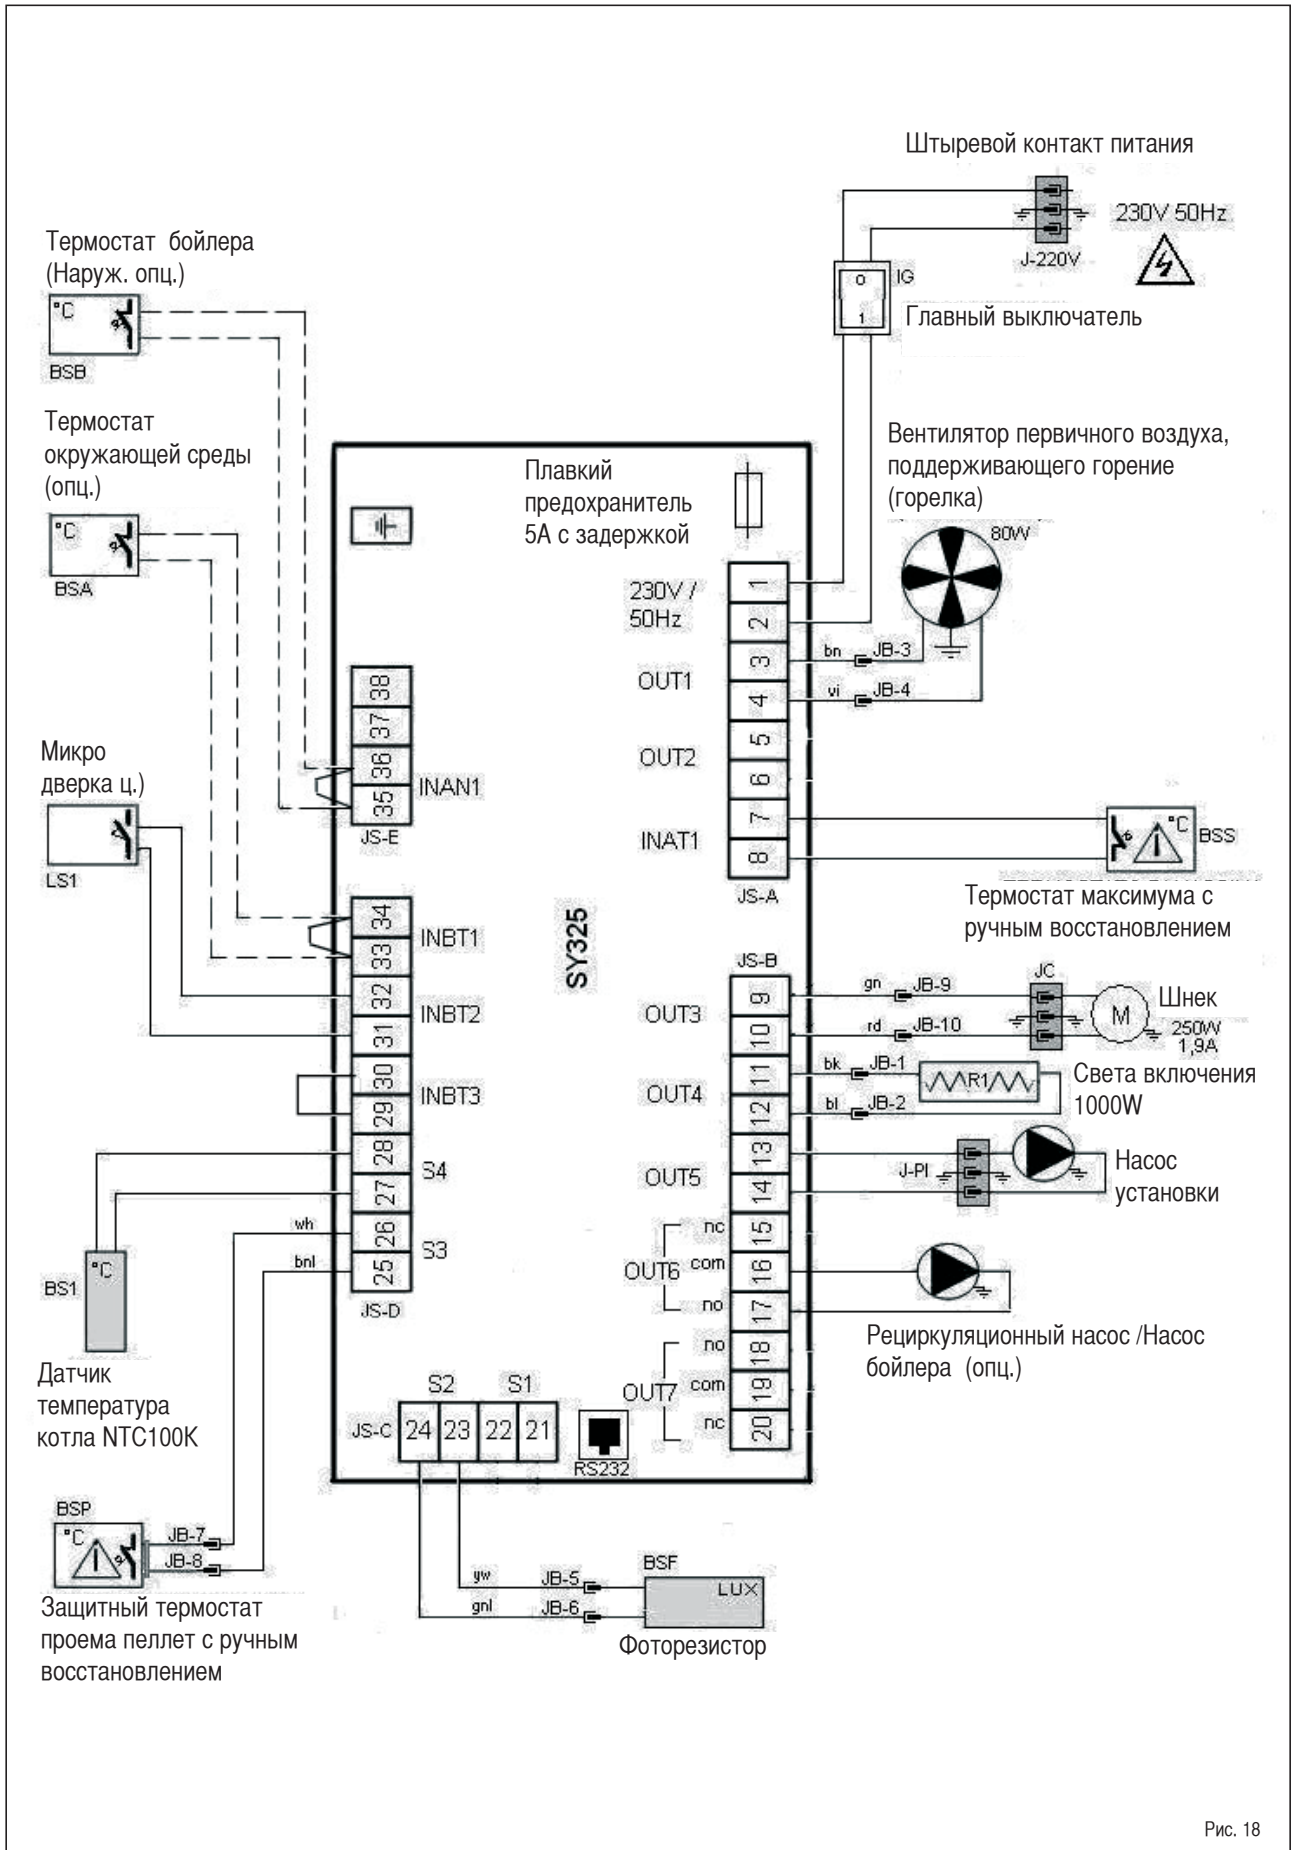 Штыревой контакт питания
230V 50Hz
J-220V
IG
0
1
Главный выключатель
Термостат бойлера
(Наруж. опц.)
°C
BSB
Термостат
окружающей среды
(опц.)
°C
BSA
Вентилятор первичного воздуха,
поддерживающего горение
(горелка)
80W
Плавкий
предохранитель
5А с задержкой
230V /
50Hz
1
2
bn JB-3
3
OUT1
vi JB-4
4
5
OUT2
6
7
INAT1
8
JS-A
°C
BSS
Термостат максимума с
ручным восстановлением
38
37
36
35
INAN1
JS-E
Микро
дверка ц.)
LS1
34
33
INBT1
32
31
INBT2
30
29
INBT3
28
27
S4
26
25
S3
wh
bnl
JS-D
SY325
JS-B
9
10
OUT3
gn JB-9
rd JB-10
JC
M
Шнек
250W
1,9A
11
12
OUT4
bk JB-1
bl JB-2
R1
Света включения
1000W
13
14
OUT5
J-PI
Насос
установки
nc 15
OUT6 com 16
no 17
Рециркуляционный насос /Насос
бойлера (опц.)
no 18
OUT7 com 19
nc 20
BS1
°C
Датчик
температура
котла NTC100K
S2 S1
JS-C 24 23 22 21
RS232
BSP
°C
JB-7
JB-8
Защитный термостат
проема пеллет с ручным
восстановлением
yw JB-5
gnl JB-6
BSF
LUX
Фоторезистор
Рис. 18